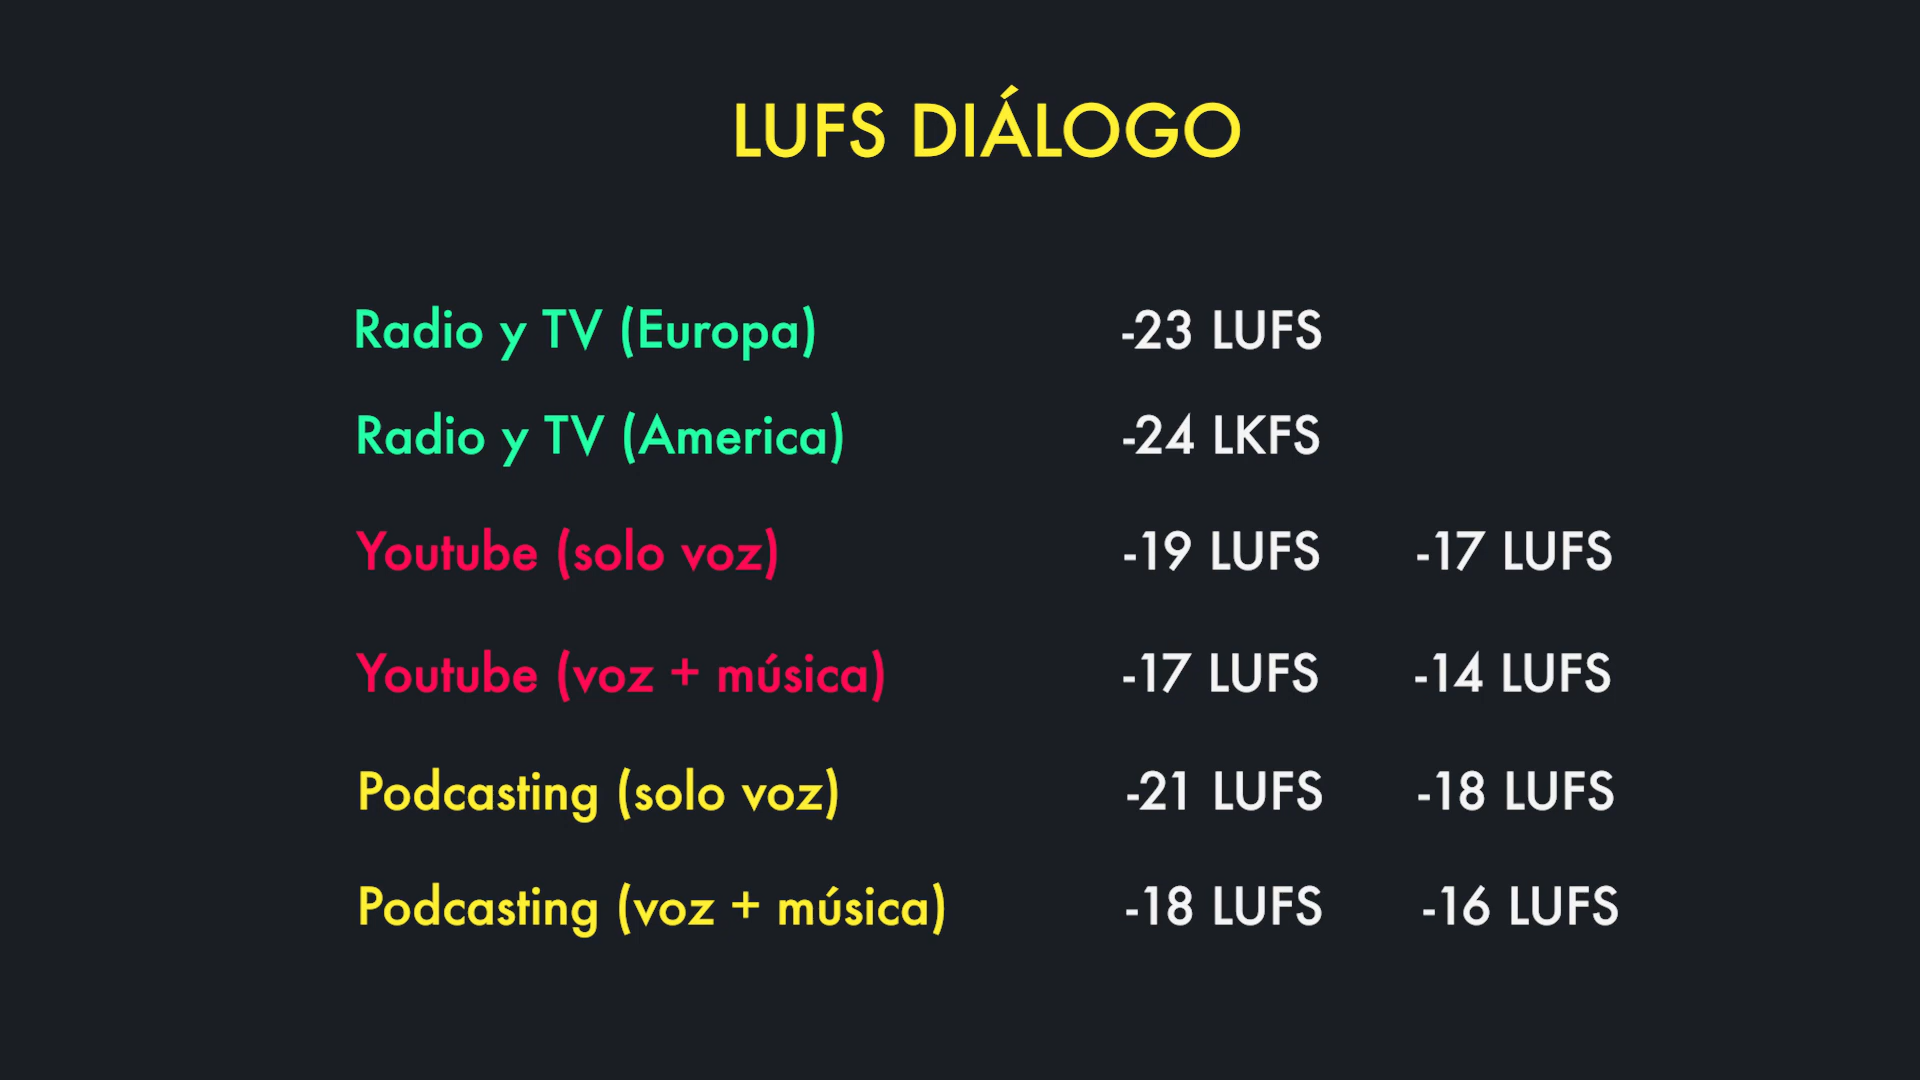 LUFS DIÁLOGO
Radio y TV (Europa) -23 LUFS
Radio y TV (America) -24 LKFS
Youtube (solo voz) -19 LUFS -17 LUFS
Youtube (voz + música) -17 LUFS -14 LUFS
Podcasting (solo voz) -21 LUFS -18 LUFS
Podcasting (voz + música) -18 LUFS -16 LUFS